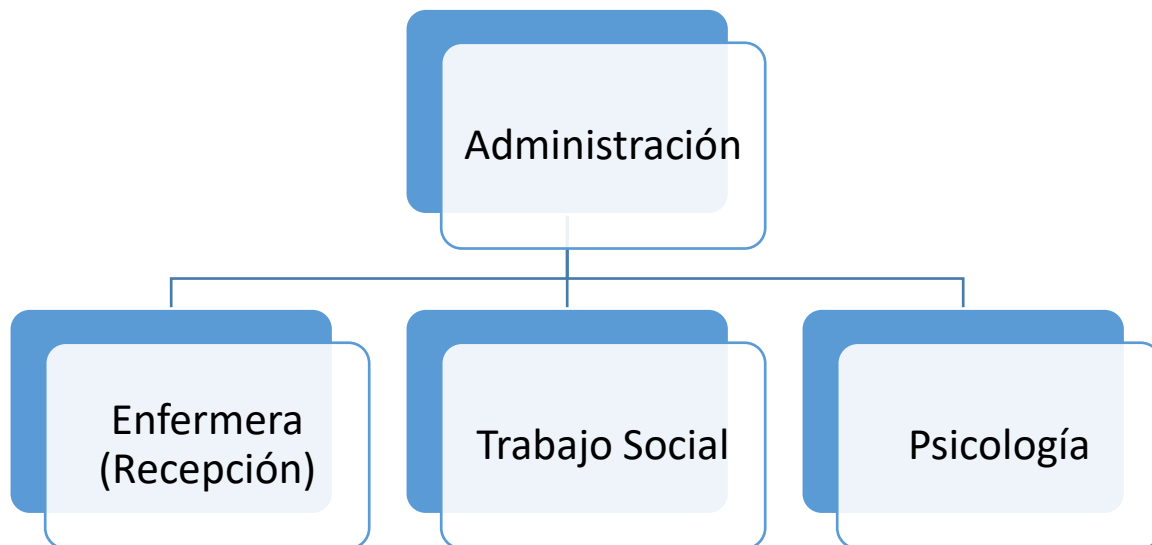 Administración
Enfermera
(Recepción)
Trabajo Social
Psicología